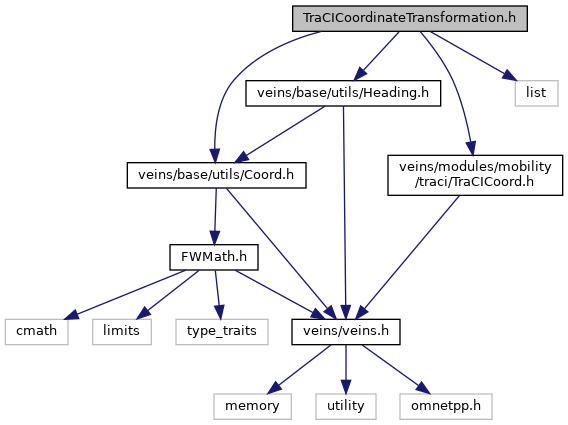 TraCICoordinateTransformation.h
veins/base/utils/Heading.h
list
veins/base/utils/Coord.h
veins/modules/mobility
/traci/TraCICoord.h
FWMath.h
cmath
limits
type_traits
veins/veins.h
memory
utility
omnetpp.h